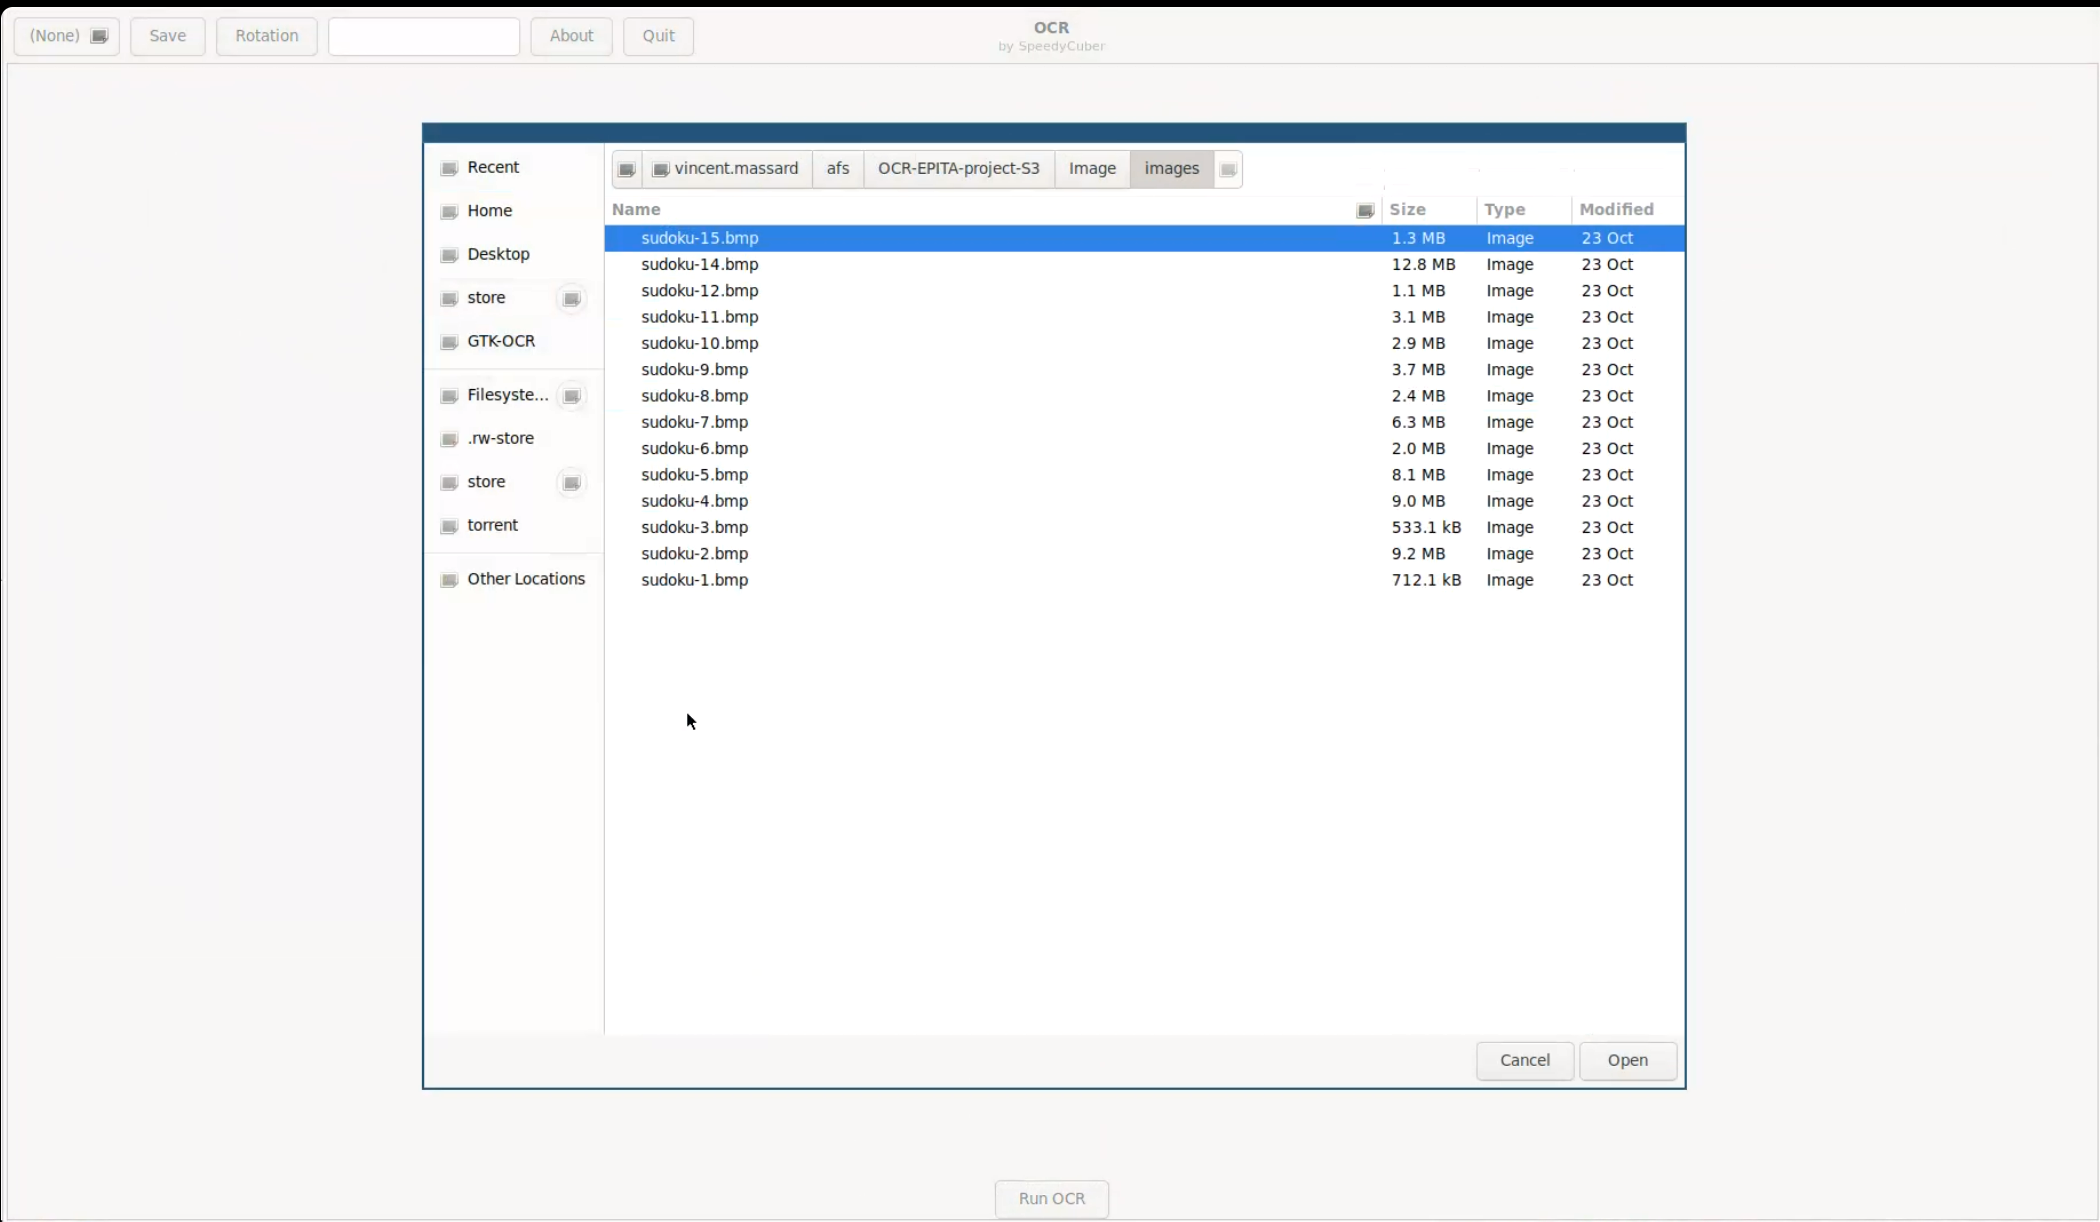 (None) Save Rotation About Quit OCR
by SpeedyCuber
Recent vincent.massard afs OCR-EPITA-project-S3 Image images
Name Size Type Modified
Home
Desktop
store
GTK-OCR
Filesyste...
.rw-store
store
torrent
Other Locations
sudoku-15.bmp 1.3 MB Image 23 Oct
sudoku-14.bmp 12.8 MB Image 23 Oct
sudoku-12.bmp 1.1 MB Image 23 Oct
sudoku-11.bmp 3.1 MB Image 23 Oct
sudoku-10.bmp 2.9 MB Image 23 Oct
sudoku-9.bmp 3.7 MB Image 23 Oct
sudoku-8.bmp 2.4 MB Image 23 Oct
sudoku-7.bmp 6.3 MB Image 23 Oct
sudoku-6.bmp 2.0 MB Image 23 Oct
sudoku-5.bmp 8.1 MB Image 23 Oct
sudoku-4.bmp 9.0 MB Image 23 Oct
sudoku-3.bmp 533.1 kB Image 23 Oct
sudoku-2.bmp 9.2 MB Image 23 Oct
sudoku-1.bmp 712.1 kB Image 23 Oct
Cancel Open
Run OCR